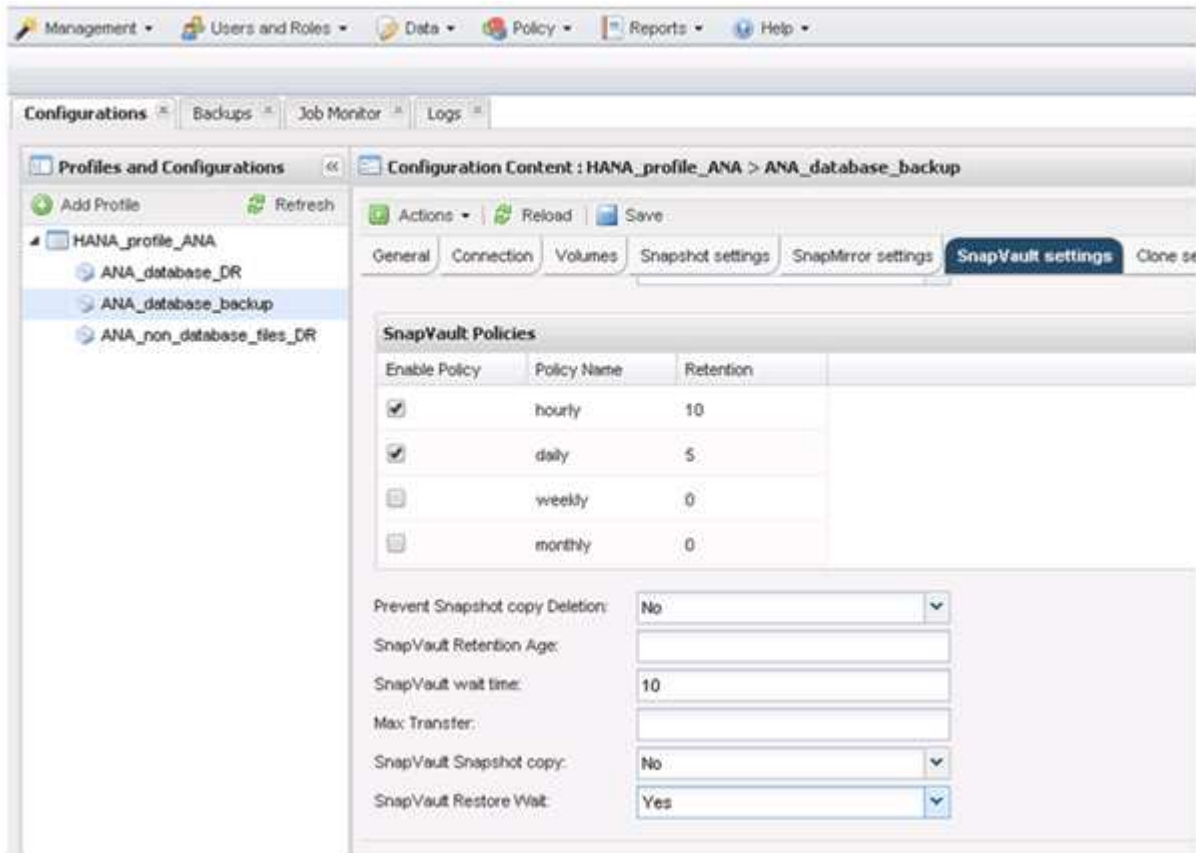 Management Users and Roles Data Policy Reports Help
Configurations Backups Job Monitor Logs
Profiles and Configurations
Add Profile Refresh
HANA_profile_ANA
ANA_database_DR
ANA_database_backup
ANA_non_database_files_DR
Configuration Content : HANA_profile_ANA > ANA_database_backup
Actions Reload Save
General Connection Volumes Snapshot settings SnapMirror settings SnapVault settings Clone se
SnapVault Policies
Enable Policy Policy Name Retention
hourly 10
daily 5
weekly 0
monthly 0
Prevent Snapshot copy Deletion: No
SnapVault Retention Age:
SnapVault wait time: 10
Max Transfer:
SnapVault Snapshot copy: No
SnapVault Restore Wait: Yes